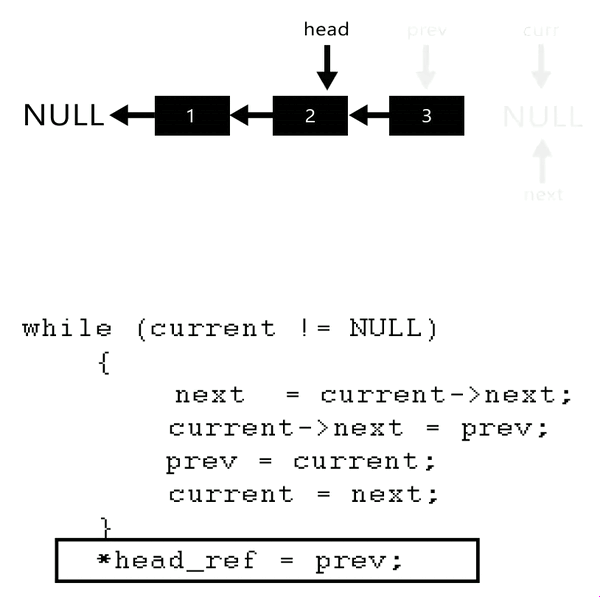 head prev curr
NULL 1 2 3 NULL
next
while (current != NULL)
{
next = current->next;
current->next = prev;
prev = current;
current = next;
}
*head_ref = prev;